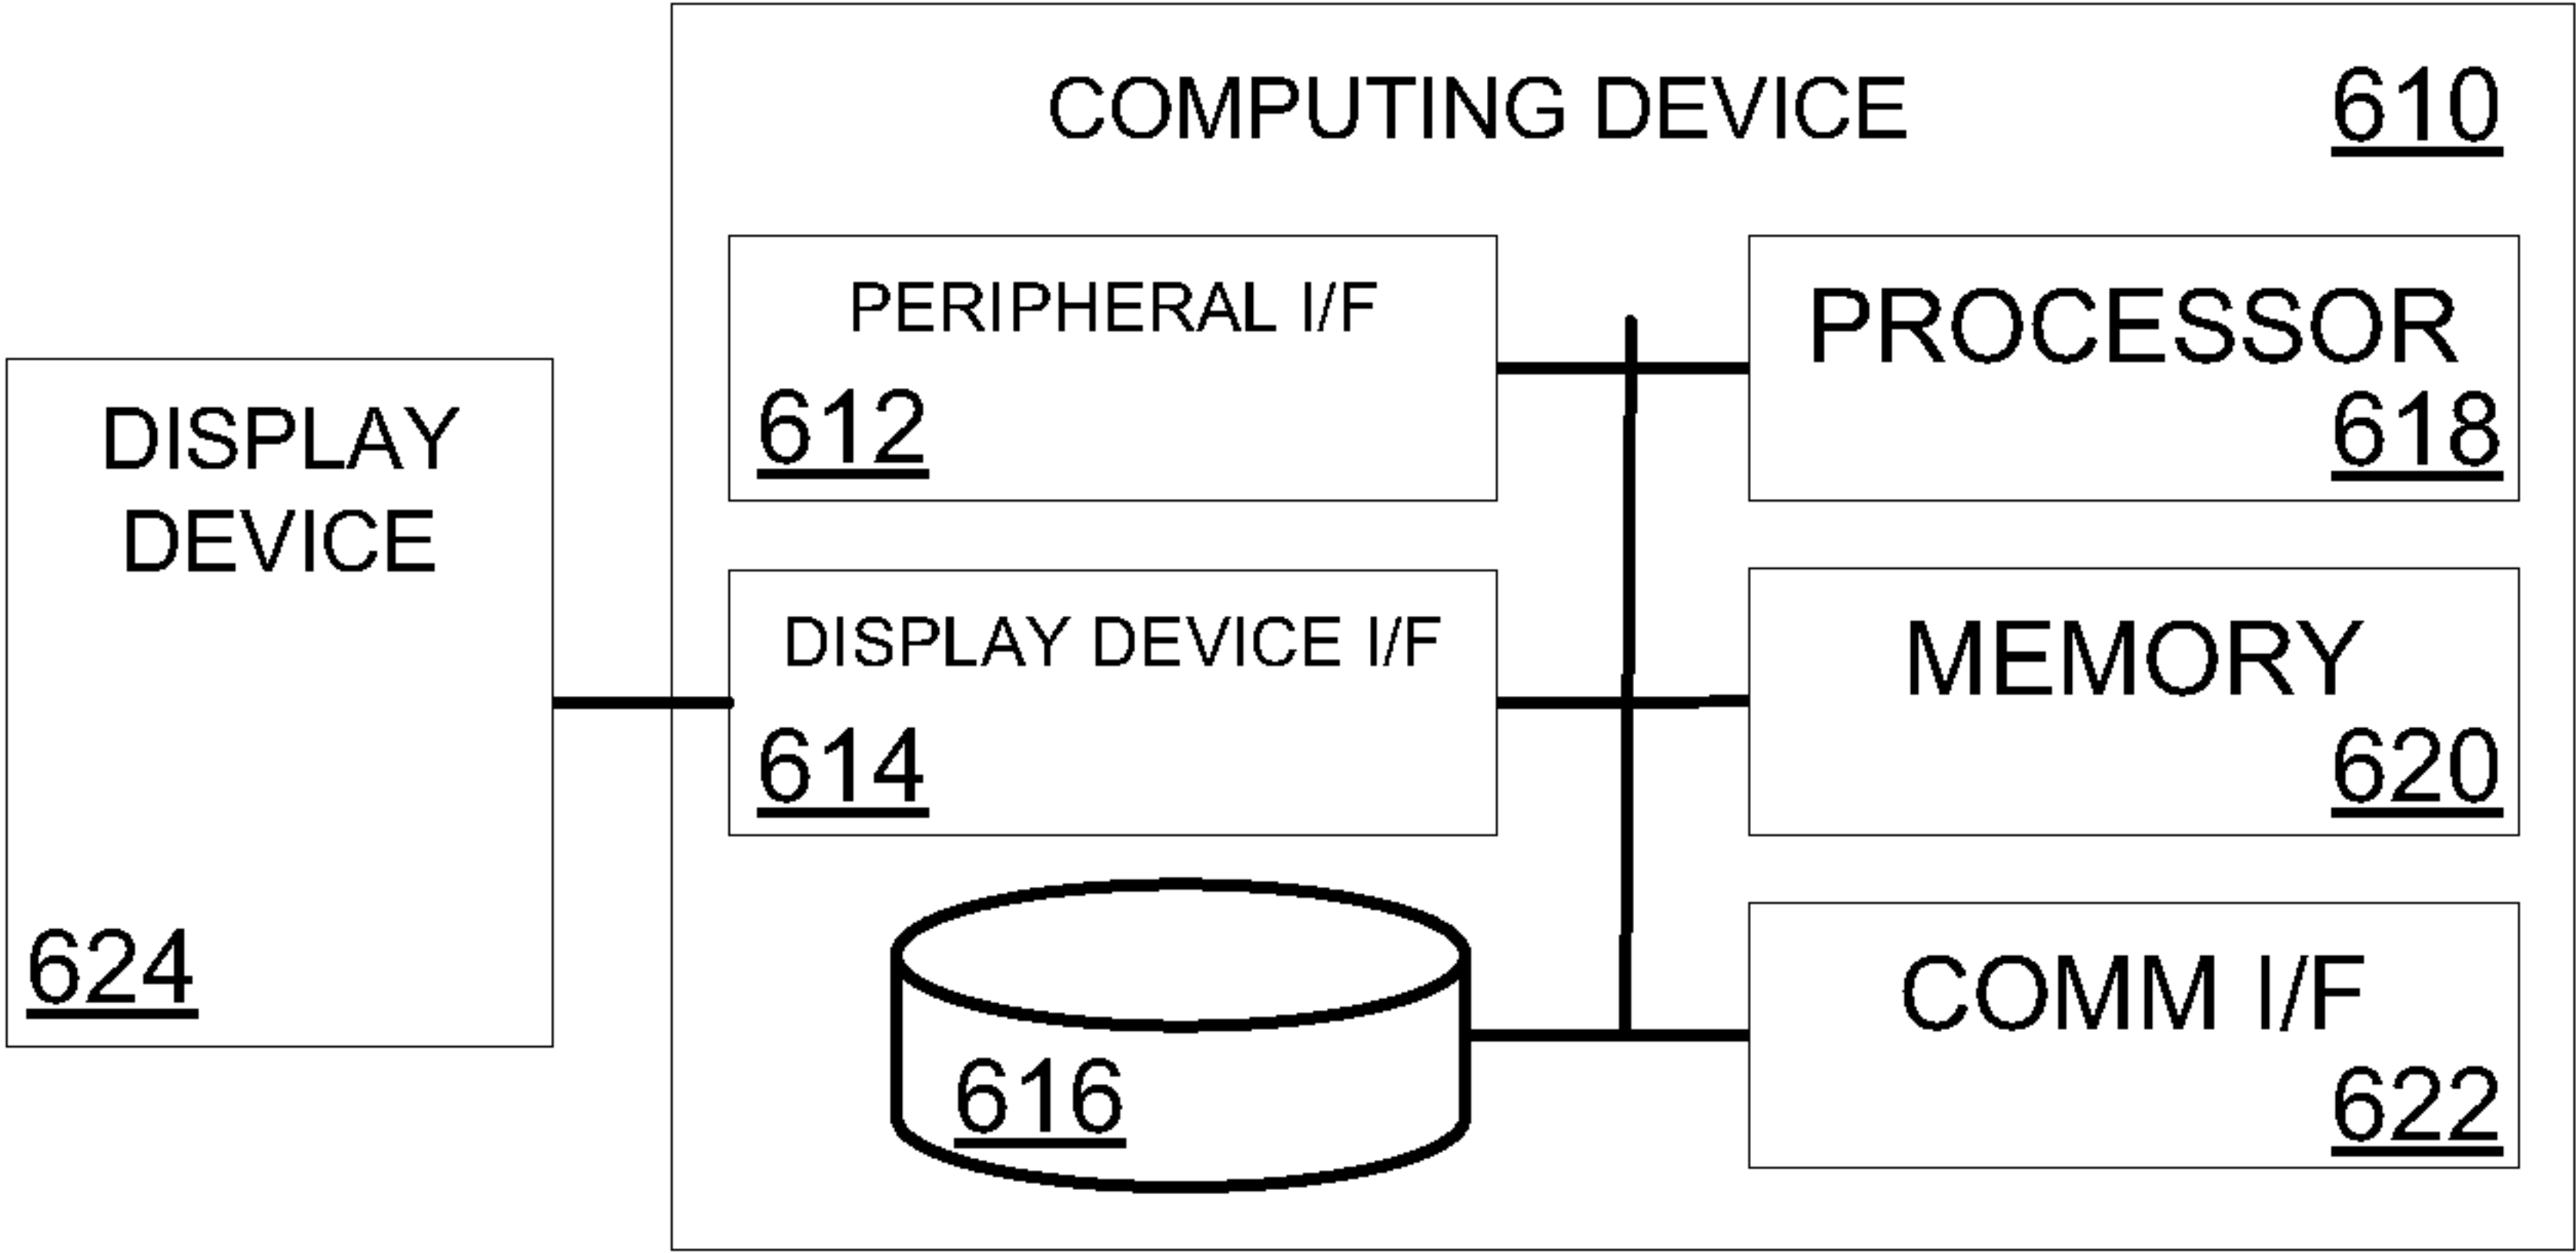 COMPUTING DEVICE
610
PERIPHERAL I/F
612
PROCESSOR
618
DISPLAY
DEVICE
624
DISPLAY DEVICE I/F
614
MEMORY
620
616
COMM I/F
622